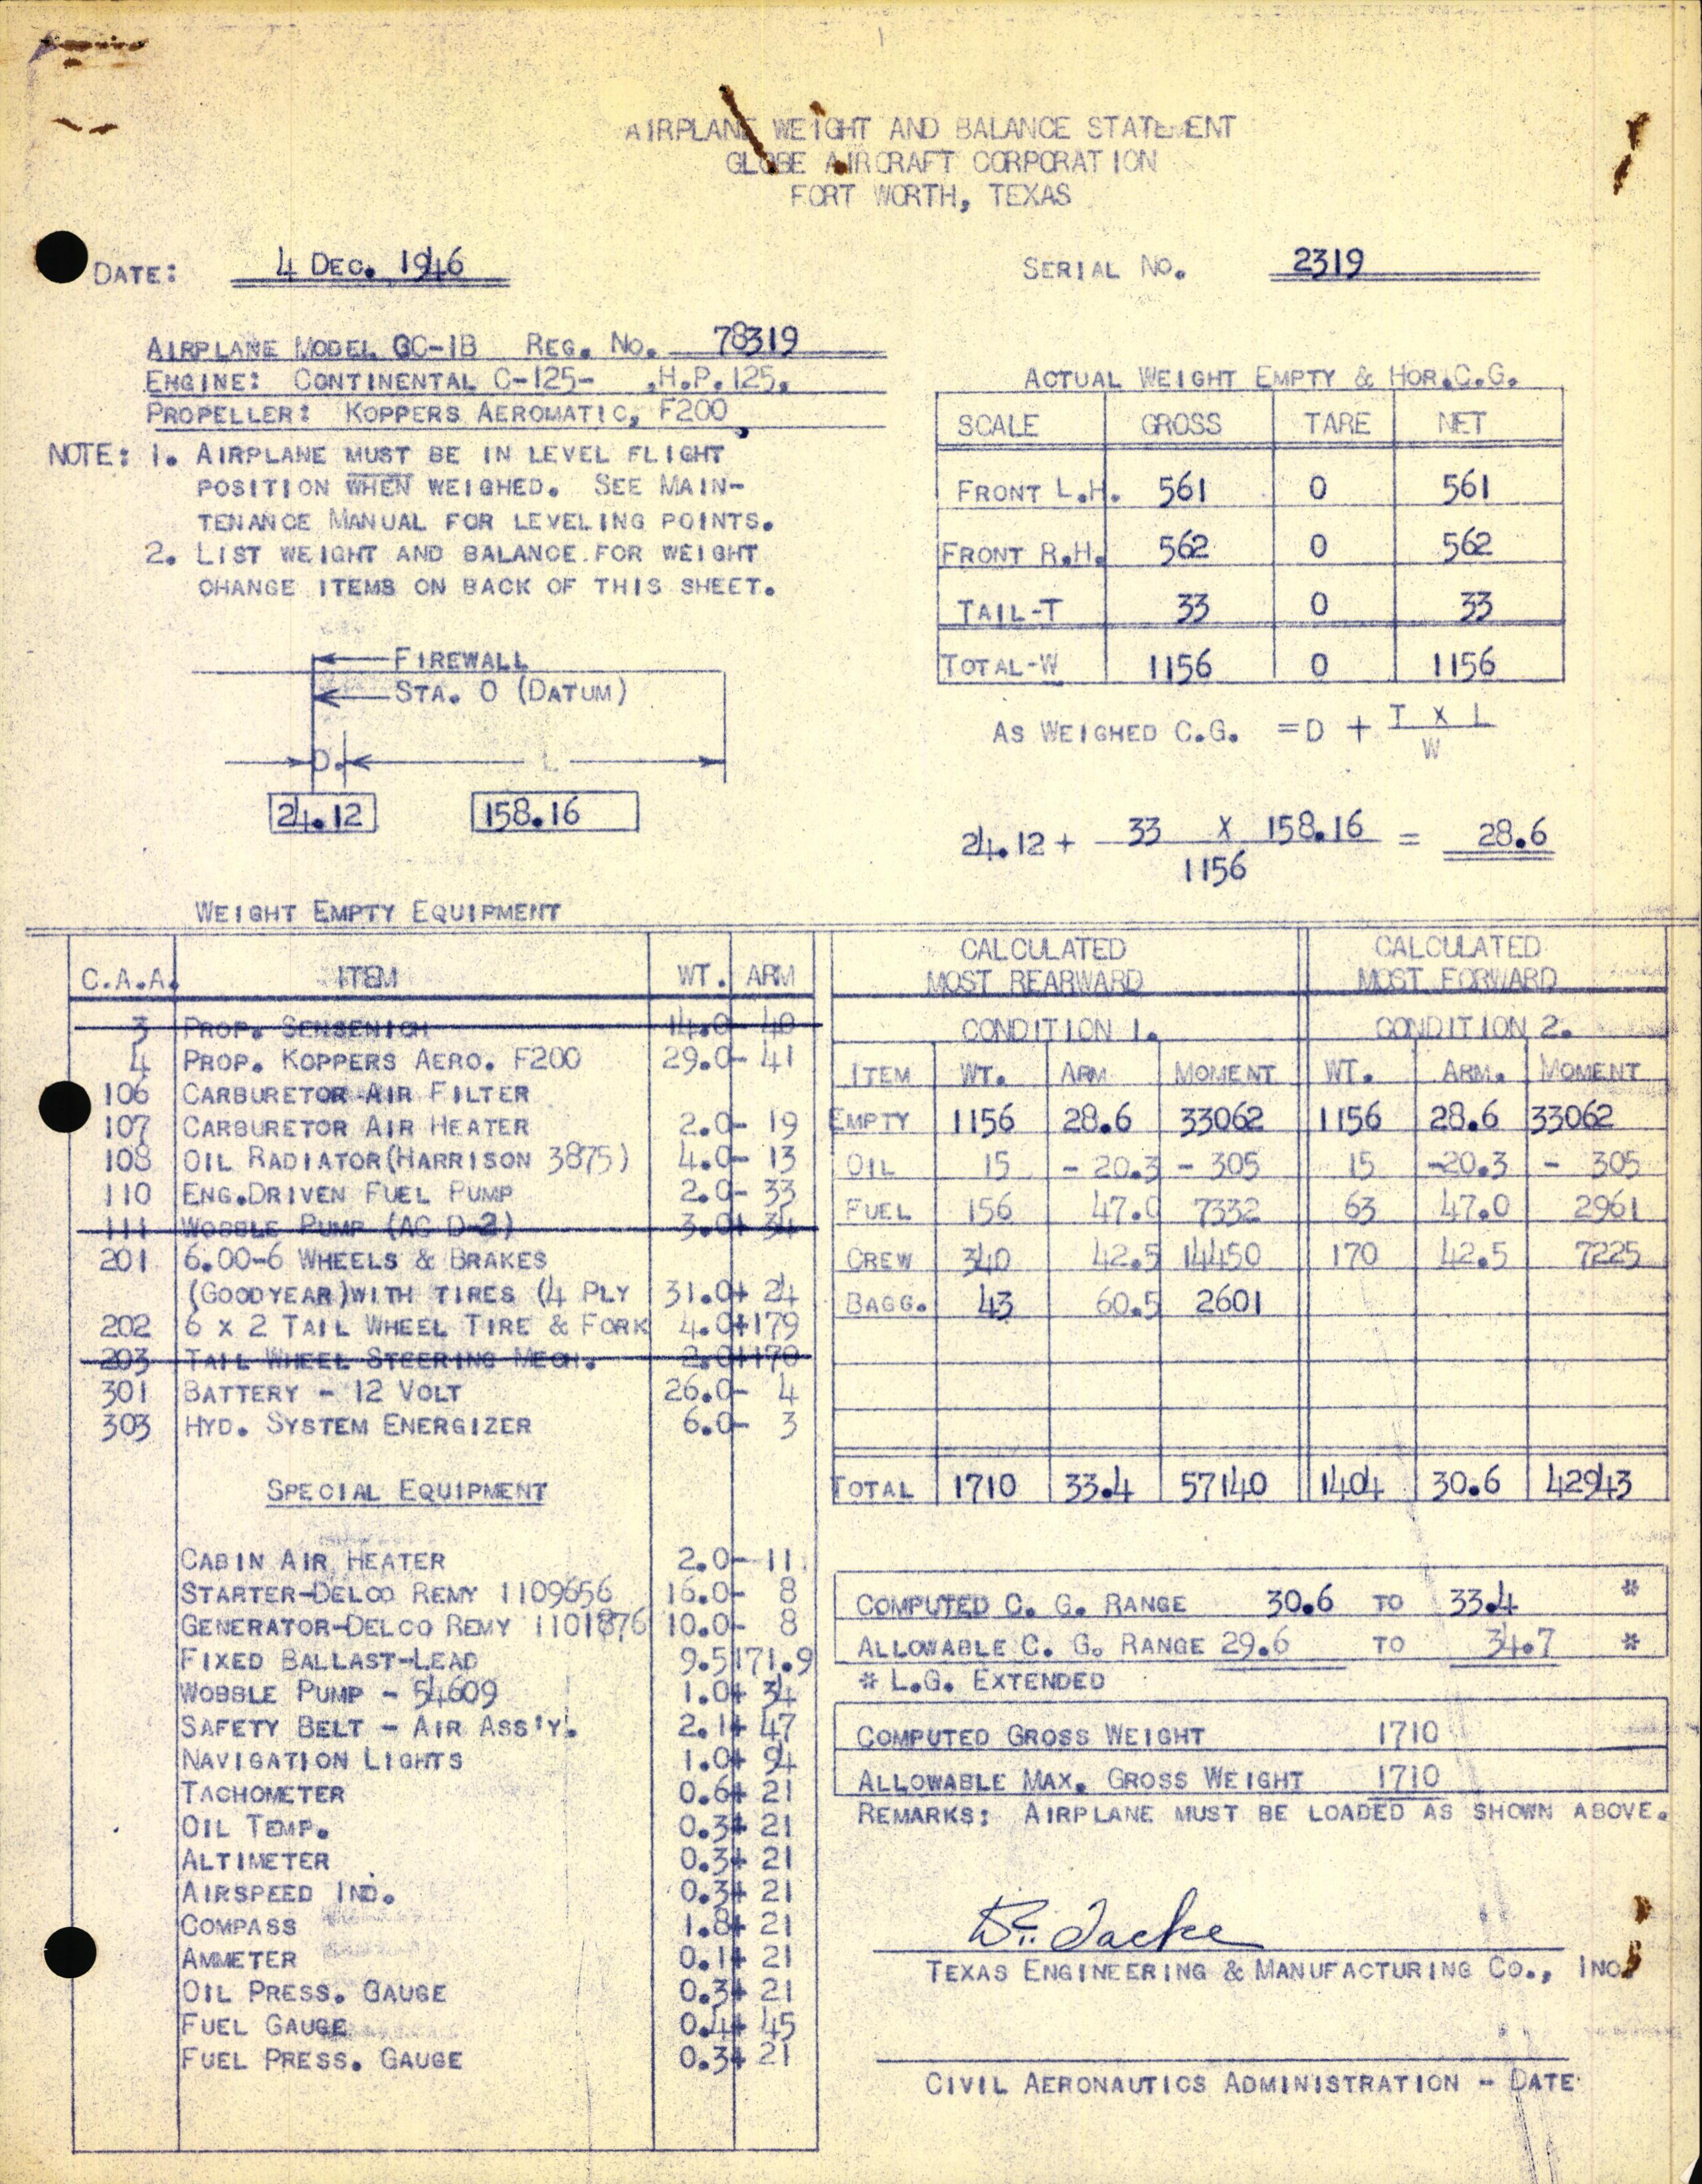 AIRPLANE WEIGHT AND BALANCE STATEMENT
GLOBE AIRCRAFT CORPORATION
FORT WORTH, TEXAS
DATE: 4 DEC. 1946 SERIAL NO. 2319
AIRPLANE MODEL GC-1B REG. NO. 78319
ENGINE: CONTINENTAL C-125- .H.P. 125.
PROPELLER: KOPPERS AEROMATIC, F200
NOTE: 1. AIRPLANE MUST BE IN LEVEL FLIGHT
POSITION WHEN WEIGHED. SEE MAIN-
TENANCE MANUAL FOR LEVELING POINTS.
2. LIST WEIGHT AND BALANCE FOR WEIGHT
CHANGE ITEMS ON BACK OF THIS SHEET.
ACTUAL WEIGHT EMPTY & HOR.C.G.
SCALE GROSS TARE NET
FRONT L.H. 561 0 561
FRONT R.H. 562 0 562
TAIL-T 33 0 33
TOTAL-W 1156 0 1156
FIREWALL
STA. 0 (DATUM)
D. L
24.12 158.16
AS WEIGHED C.G. = D + T X L
W
24.12 + 33 X 158.16 = 28.6
1156
WEIGHT EMPTY EQUIPMENT
C.A.A. ITEM WT. ARM
3 PROP. SENSENICH 14.0- 40
4 PROP. KOPPERS AERO. F200 29.0- 41
106 CARBURETOR AIR FILTER
107 CARBURETOR AIR HEATER 2.0- 19
108 OIL RADIATOR(HARRISON 3875) 4.0- 13
110 ENG.DRIVEN FUEL PUMP 2.0- 33
111 WOBBLE PUMP (AC D-2) 3.0+ 34
201 6.00-6 WHEELS & BRAKES
(GOODYEAR)WITH TIRES (4 PLY 31.0+ 24
202 6 X 2 TAIL WHEEL TIRE & FORK 4.0+179
203 TAIL WHEEL STEERING MECH. 2.0+170
301 BATTERY - 12 VOLT 26.0- 4
303 HYD. SYSTEM ENERGIZER 6.0- 3
SPECIAL EQUIPMENT
CABIN AIR HEATER 2.0- 11
STARTER-DELCO REMY 1109656 16.0- 8
GENERATOR-DELCO REMY 1101876 10.0- 8
FIXED BALLAST-LEAD 9.5 171.9
WOBBLE PUMP - 54609 1.0+ 34
SAFETY BELT - AIR ASS'Y. 2.1+ 47
NAVIGATION LIGHTS 1.0+ 94
TACHOMETER 0.6+ 21
OIL TEMP. 0.3+ 21
ALTIMETER 0.3+ 21
AIRSPEED IND. 0.3+ 21
COMPASS 1.8+ 21
AMMETER 0.1+ 21
OIL PRESS. GAUGE 0.3+ 21
FUEL GAUGE 0.4+ 45
FUEL PRESS. GAUGE 0.3+ 21
CALCULATED CALCULATED
MOST REARWARD MOST FORWARD
CONDITION 1. CONDITION 2.
ITEM WT. ARM MOMENT WT. ARM. MOMENT
EMPTY 1156 28.6 33062 1156 28.6 33062
OIL 15 - 20.3 - 305 15 -20.3 - 305
FUEL 156 47.0 7332 63 47.0 2961
CREW 340 42.5 14450 170 42.5 7225
BAGG. 43 60.5 2601
TOTAL 1710 33.4 57140 1404 30.6 42943
COMPUTED C. G. RANGE 30.6 TO 33.4 *
ALLOWABLE C. G. RANGE 29.6 TO 34.7 *
* L.G. EXTENDED
COMPUTED GROSS WEIGHT 1710
ALLOWABLE MAX. GROSS WEIGHT 1710
REMARKS: AIRPLANE MUST BE LOADED AS SHOWN ABOVE.
TEXAS ENGINEERING & MANUFACTURING CO., INC.
CIVIL AERONAUTICS ADMINISTRATION - DATE